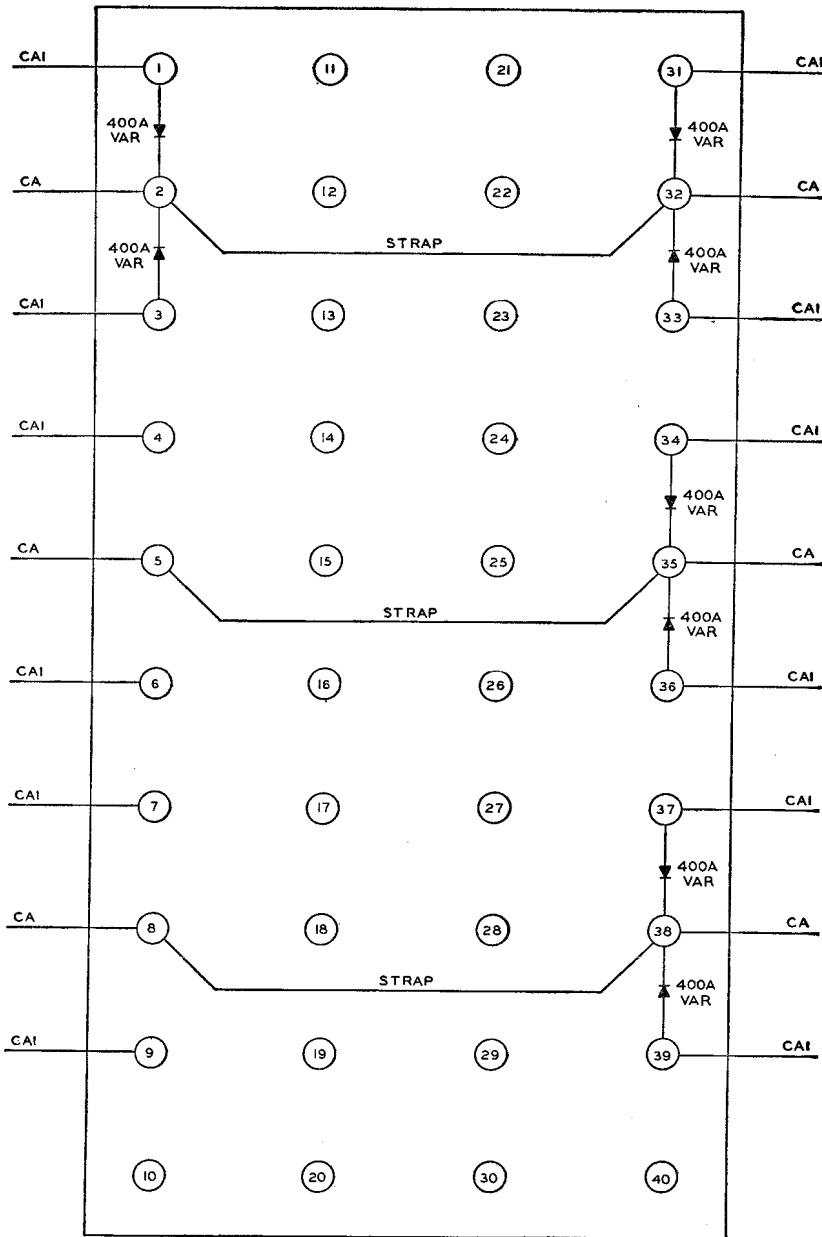 CA1 1 11 21 31 CA1
400A VAR 400A VAR
CA 2 12 22 32 CA
STRAP
400A VAR 400A VAR
CA1 3 13 23 33 CA1
CA1 4 14 24 34 CA1
400A VAR
CA 5 15 25 35 CA
STRAP
400A VAR
CA1 6 16 26 36 CA1
CA1 7 17 27 37 CA1
400A VAR
CA 8 18 28 38 CA
STRAP
400A VAR
CA1 9 19 29 39 CA1
10 20 30 40